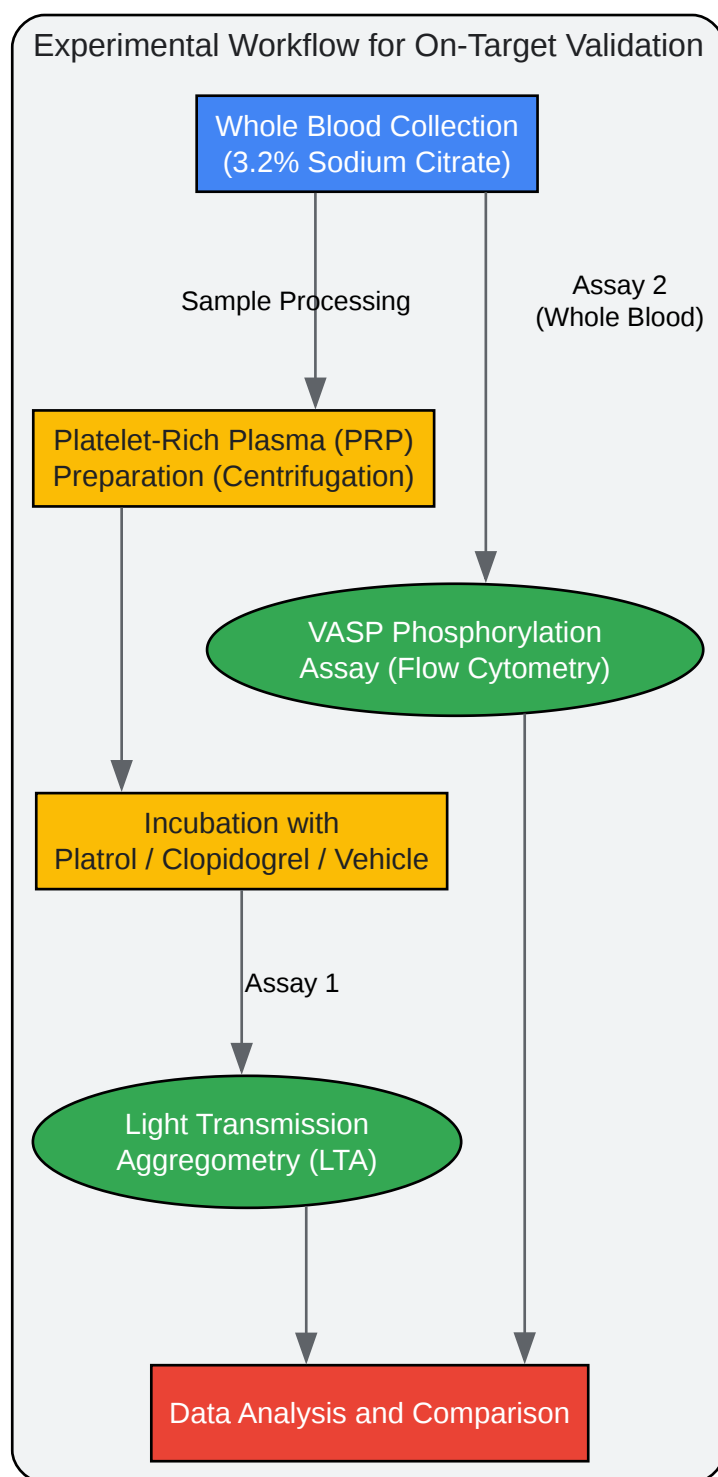 Experimental Workflow for On-Target Validation
Whole Blood Collection
(3.2% Sodium Citrate)
Sample Processing
Assay 2
(Whole Blood)
Platelet-Rich Plasma (PRP)
Preparation (Centrifugation)
VASP Phosphorylation
Assay (Flow Cytometry)
Incubation with
Platrol / Clopidogrel / Vehicle
Assay 1
Light Transmission
Aggregometry (LTA)
Data Analysis and Comparison